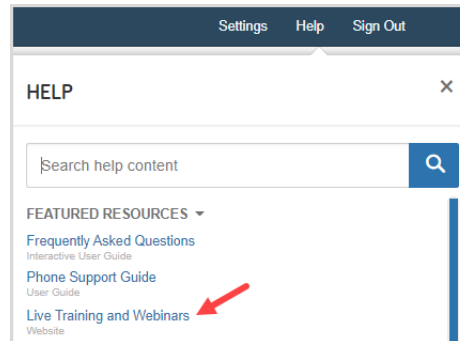 Settings Help Sign Out
HELP
Search help content
FEATURED RESOURCES
Frequently Asked Questions
Interactive User Guide
Phone Support Guide
User Guide
Live Training and Webinars
Website